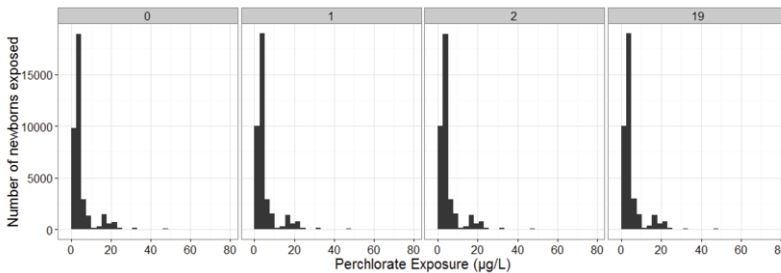 0 1 2 19
Number of newborns exposed
15000
10000
5000
0
0 20 40 60 80 0 20 40 60 80 0 20 40 60 80 0 20 40 60 80
Perchlorate Exposure (µg/L)